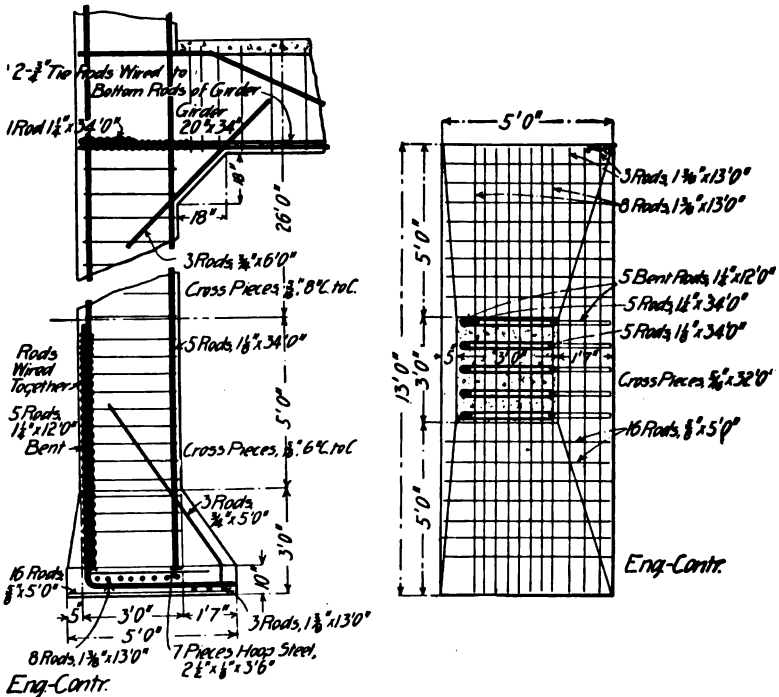 2-¾" Tie Rods Wired to
Bottom Rods of Girder
Girder
20"x34"
1 Rod 1¼"x34'0"
18"
18"
26'0"
3 Rods, ¾"x6'0"
8"C. to C.
Cross Pieces,
5 Rods, 1⅛"x34'0"
Rods
Wired
Together
5 Rods,
1¼"x12'0"
Bent
5'0"
6"C. to C.
Cross Pieces,
3 Rods,
¾"x5'0"
3'0"
10"
16 Rods,
⅝"x5'0"
5"
3'0"
1'7"
5'0"
3 Rods, 1⅜"x13'0"
8 Rods, 1⅜"x13'0"
7 Pieces Hoop Steel,
2½"x⅛"x3'6"
Eng-Contr.
5'0"
3 Rods, 1⅜"x13'0"
8 Rods, 1⅜"x13'0"
5'0"
5 Bent Rods, 1¼"x12'0"
5 Rods, 1¼"x34'0"
5 Rods, 1⅛"x34'0"
5"
3'0"
1'7"
13'0"
3'0"
Cross Pieces, 5/16"x32'0"
16 Rods, ⅝"x5'0"
5'0"
Eng-Contr.